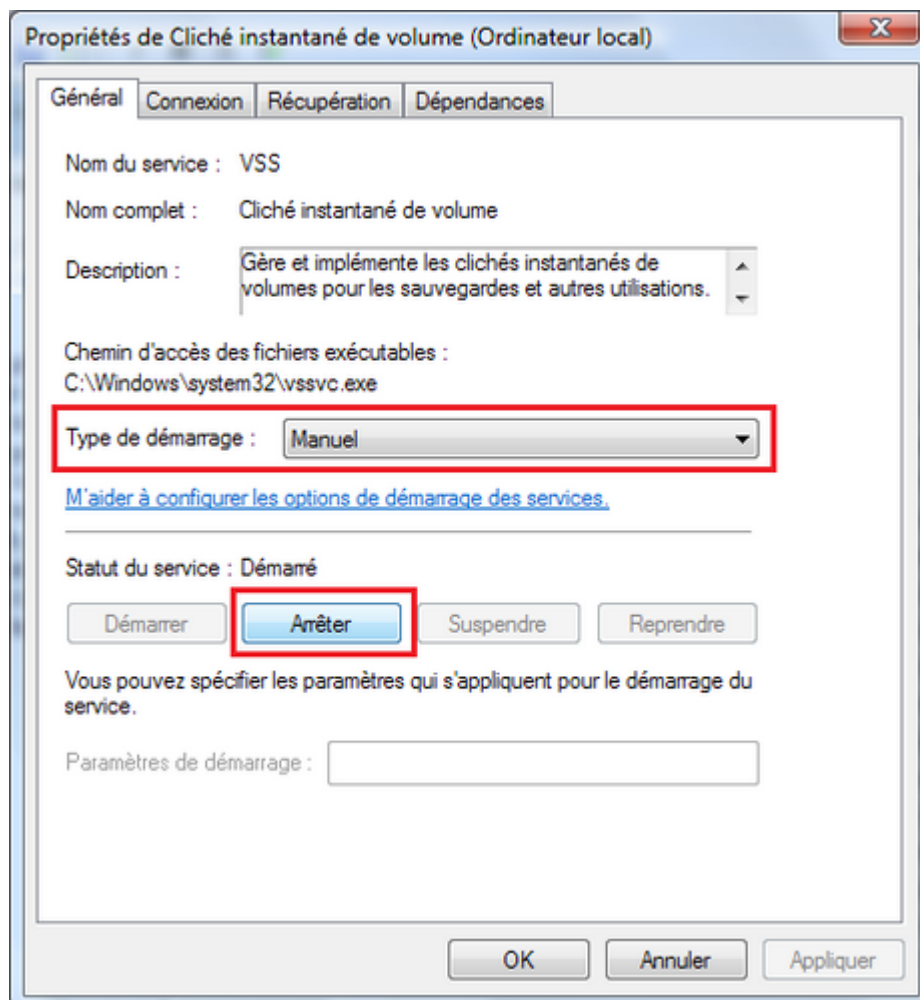 Propriétés de Cliché instantané de volume (Ordinateur local)
Général Connexion Récupération Dépendances
Nom du service : VSS
Nom complet : Cliché instantané de volume
Description : Gère et implémente les clichés instantanés de
volumes pour les sauvegardes et autres utilisations.
Chemin d'accès des fichiers exécutables :
C:\Windows\system32\vssvc.exe
Type de démarrage : Manuel
M'aider à configurer les options de démarrage des services.
Statut du service : Démarré
Démarrer Arrêter Suspendre Reprendre
Vous pouvez spécifier les paramètres qui s'appliquent pour le démarrage du
service.
Paramètres de démarrage :
OK Annuler Appliquer